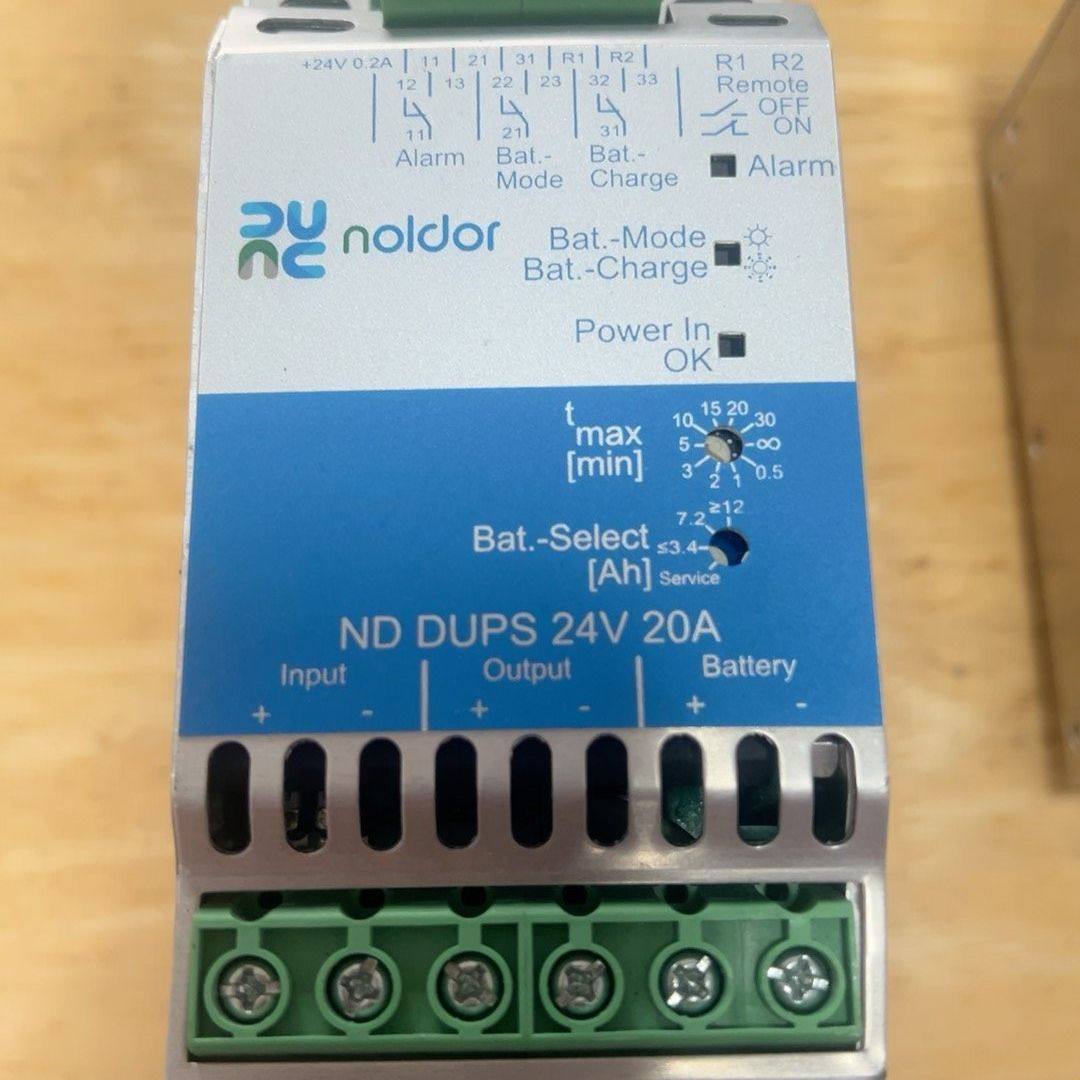 +24V 0.2A | 11 | 21 | 31 | R1 | R2 |
12 | 13 | 22 | 23 | 32 | 33
11 21 31
Alarm Bat.-Mode Bat.-Charge
R1 R2
Remote
OFF
ON
Alarm
noldor
Bat.-Mode
Bat.-Charge
Power In
OK
t max [min]
0.5 1 2 3 5 10 15 20 30 ∞
Bat.-Select
[Ah]
≥12
7.2
≤3.4
Service
ND DUPS 24V 20A
Input Output Battery
+ - + - + -